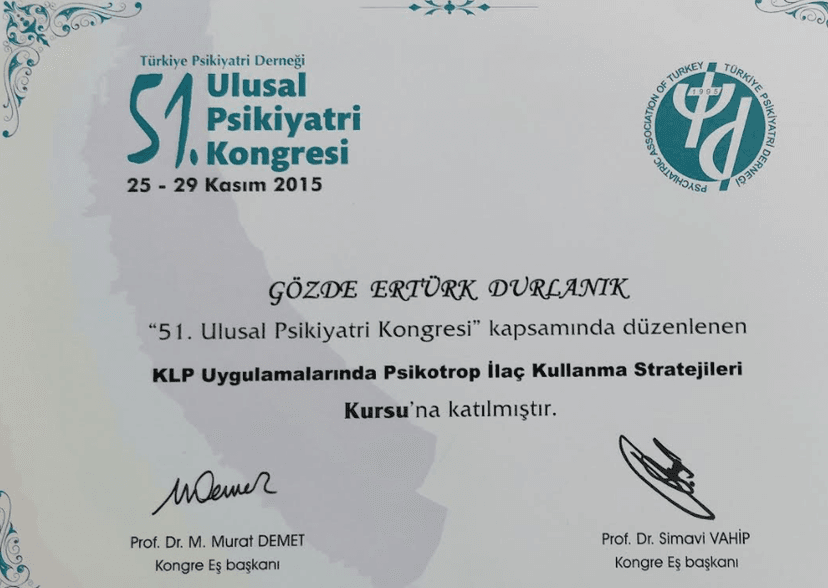 Türkiye Psikiyatri Derneği
51. Ulusal
Psikiyatri
Kongresi
25 - 29 Kasım 2015
PSYCHIATRIC ASSOCIATION OF TURKEY
TÜRKİYE PSİKİYATRİ DERNEĞİ
1995
GÖZDE ERTÜRK DURLANIK
“51. Ulusal Psikiyatri Kongresi” kapsamında düzenlenen
KLP Uygulamalarında Psikotrop İlaç Kullanma Stratejileri
Kursu’na katılmıştır.
Prof. Dr. M. Murat DEMET
Kongre Eş başkanı
Prof. Dr. Simavi VAHİP
Kongre Eş başkanı